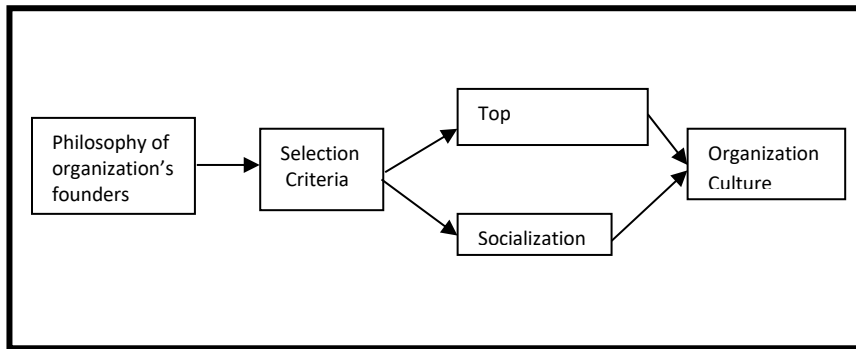 Philosophy of
organization’s
founders
Selection
Criteria
Top
Socialization
Organization
Culture